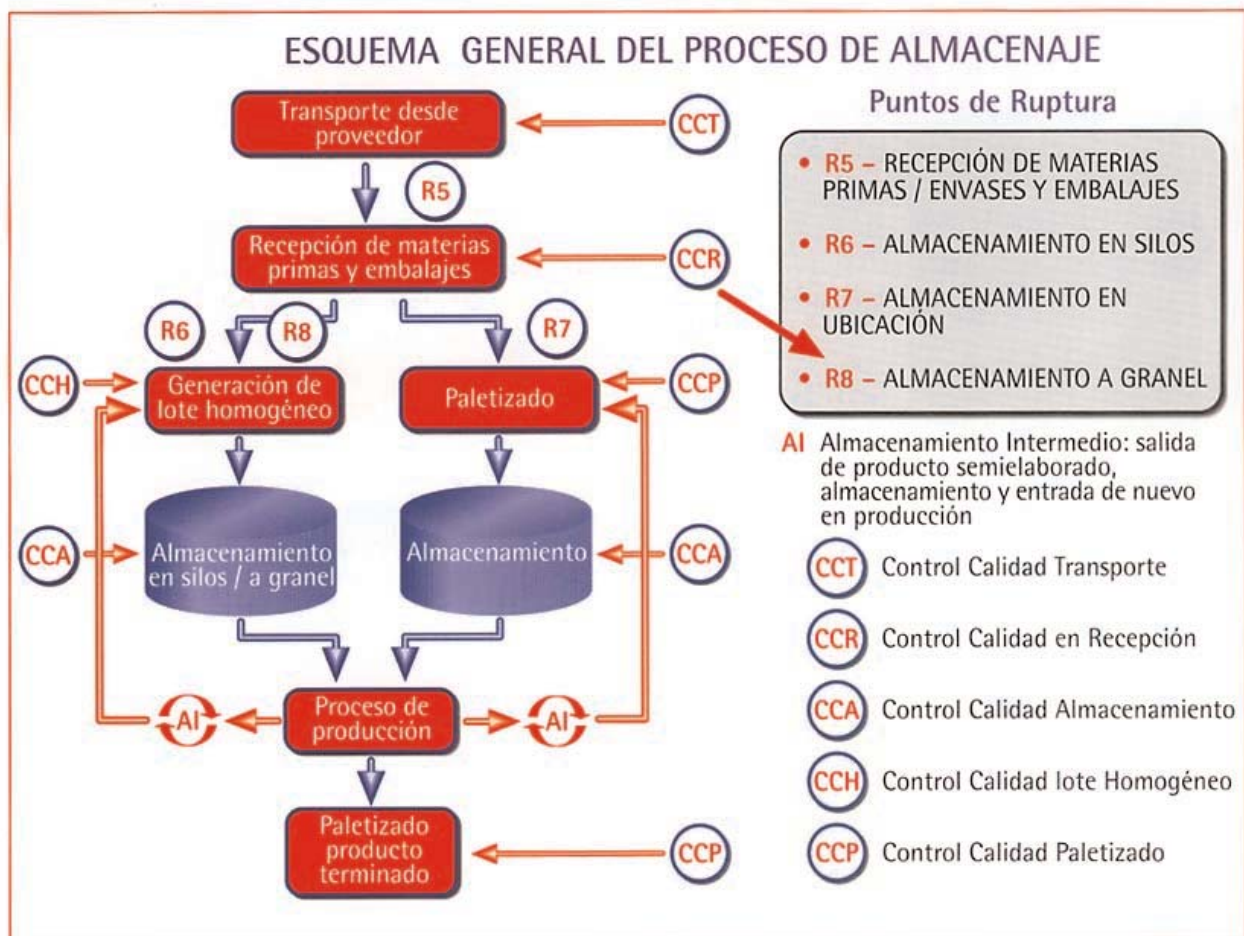 ESQUEMA GENERAL DEL PROCESO DE ALMACENAJE
Transporte desde
proveedor
CCT
R5
Recepción de materias
primas y embalajes
CCR
R6
R8
R7
CCH
Generación de
lote homogéneo
Paletizado
CCP
CCA
Almacenamiento
en silos / a granel
Almacenamiento
CCA
AI
Proceso de
producción
AI
Paletizado
producto
terminado
CCP
Puntos de Ruptura
• R5 – RECEPCIÓN DE MATERIAS
PRIMAS / ENVASES Y EMBALAJES
• R6 – ALMACENAMIENTO EN SILOS
• R7 – ALMACENAMIENTO EN
UBICACIÓN
• R8 – ALMACENAMIENTO A GRANEL
AI Almacenamiento Intermedio: salida
de producto semielaborado,
almacenamiento y entrada de nuevo
en producción
CCT Control Calidad Transporte
CCR Control Calidad en Recepción
CCA Control Calidad Almacenamiento
CCH Control Calidad lote Homogéneo
CCP Control Calidad Paletizado